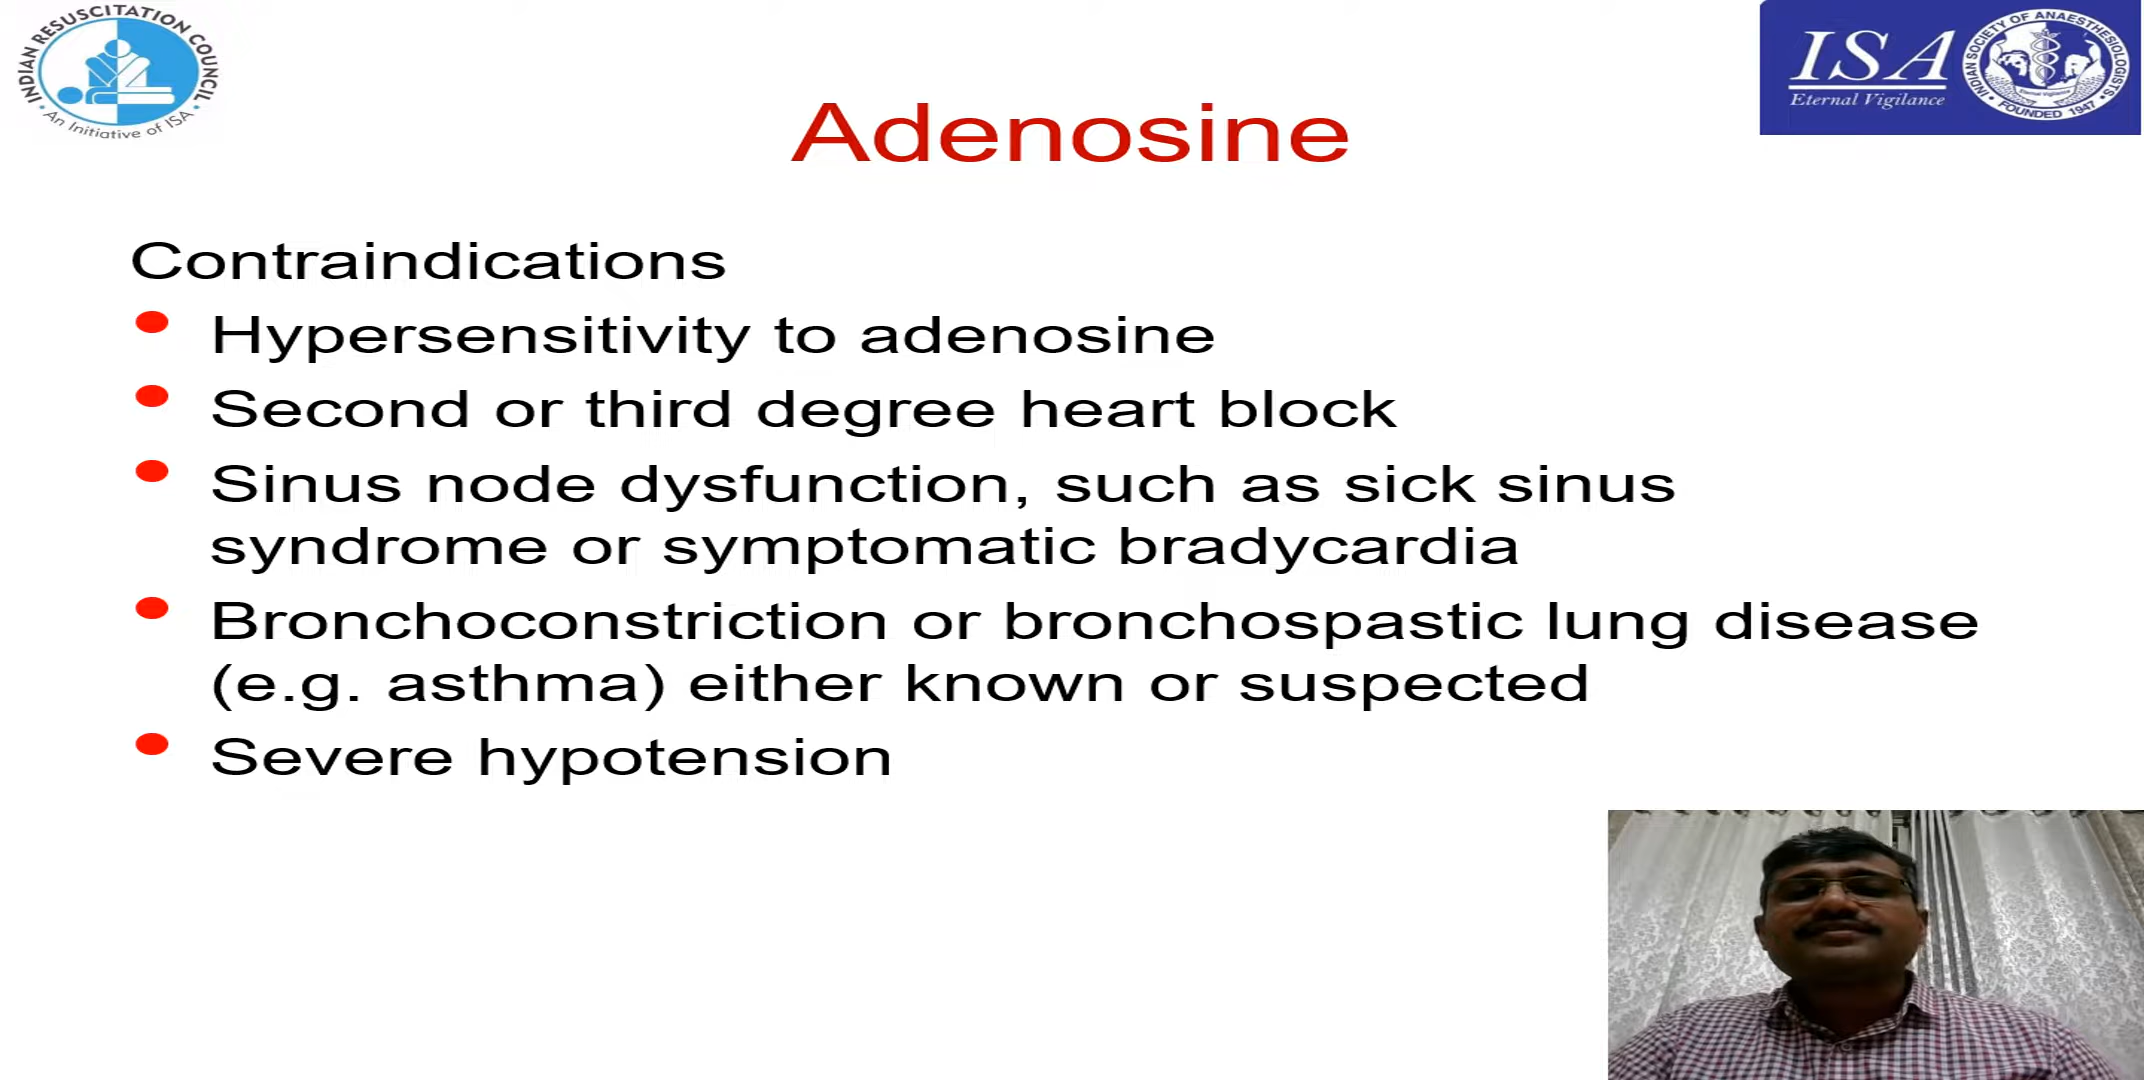 INDIAN RESUSCITATION COUNCIL
An Initiative of ISA
ISA
Eternal Vigilance
INDIAN SOCIETY OF ANAESTHESIOLOGISTS
Eternal Vigilance
FOUNDED 1947
Adenosine
Contraindications
• Hypersensitivity to adenosine
• Second or third degree heart block
• Sinus node dysfunction, such as sick sinus
syndrome or symptomatic bradycardia
• Bronchoconstriction or bronchospastic lung disease
(e.g. asthma) either known or suspected
• Severe hypotension